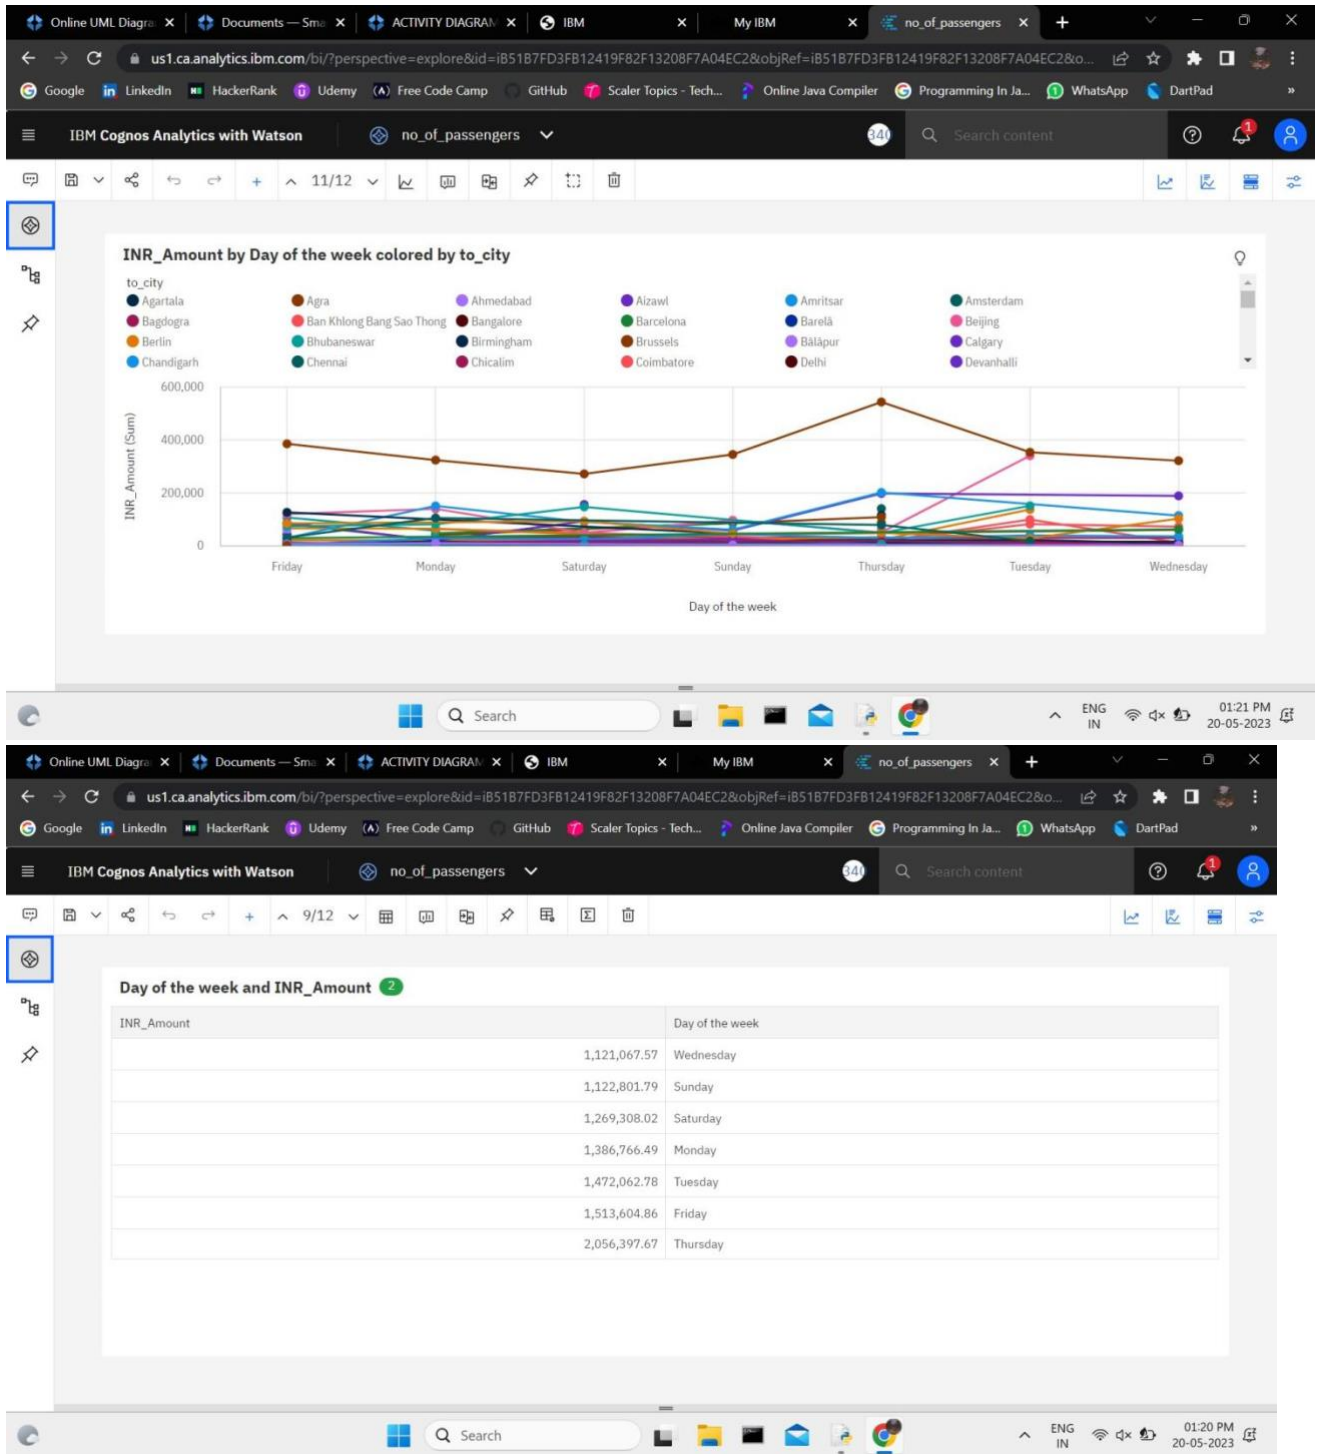 Online UML Diagra
Documents — Sma
ACTIVITY DIAGRAM
IBM
My IBM
no_of_passengers
us1.ca.analytics.ibm.com/bi/?perspective=explore&id=iB51B7FD3FB12419F82F13208F7A04EC2&objRef=iB51B7FD3FB12419F82F13208F7A04EC2&o...
Google LinkedIn HackerRank Udemy Free Code Camp GitHub Scaler Topics - Tech... Online Java Compiler Programming In Ja... WhatsApp DartPad »
IBM Cognos Analytics with Watson no_of_passengers 340 Search content 1
11/12
INR_Amount by Day of the week colored by to_city
to_city
Agartala Agra Ahmedabad Aizawl Amritsar Amsterdam
Bagdogra Ban Khlong Bang Sao Thong Bangalore Barcelona Barelā Beijing
Berlin Bhubaneswar Birmingham Brussels Bālāpur Calgary
Chandigarh Chennai Chicalim Coimbatore Delhi Devanhalli
600,000
400,000
200,000
0
INR_Amount (Sum)
Friday Monday Saturday Sunday Thursday Tuesday Wednesday
Day of the week
Search
ENG
IN
01:21 PM
20-05-2023
Online UML Diagra
Documents — Sma
ACTIVITY DIAGRAM
IBM
My IBM
no_of_passengers
us1.ca.analytics.ibm.com/bi/?perspective=explore&id=iB51B7FD3FB12419F82F13208F7A04EC2&objRef=iB51B7FD3FB12419F82F13208F7A04EC2&o...
Google LinkedIn HackerRank Udemy Free Code Camp GitHub Scaler Topics - Tech... Online Java Compiler Programming In Ja... WhatsApp DartPad »
IBM Cognos Analytics with Watson no_of_passengers 340 Search content 1
9/12
Day of the week and INR_Amount 2
INR_Amount Day of the week
1,121,067.57 Wednesday
1,122,801.79 Sunday
1,269,308.02 Saturday
1,386,766.49 Monday
1,472,062.78 Tuesday
1,513,604.86 Friday
2,056,397.67 Thursday
Search
ENG
IN
01:20 PM
20-05-2023